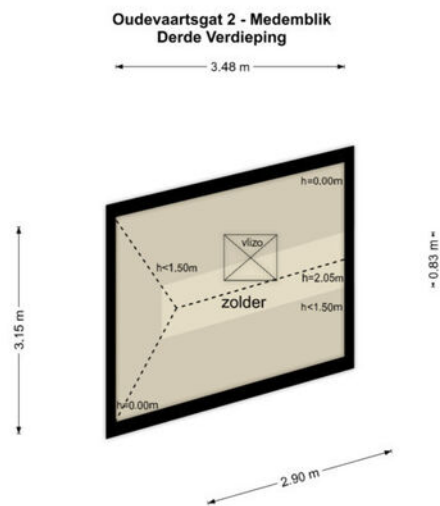 Oudevaartsgat 2 - Medemblik
Derde Verdieping
3.48 m
h=0.00m
vlizo
h<1.50m
h=2.05m
zolder
h<1.50m
0.83 m
3.15 m
h=0.00m
2.90 m